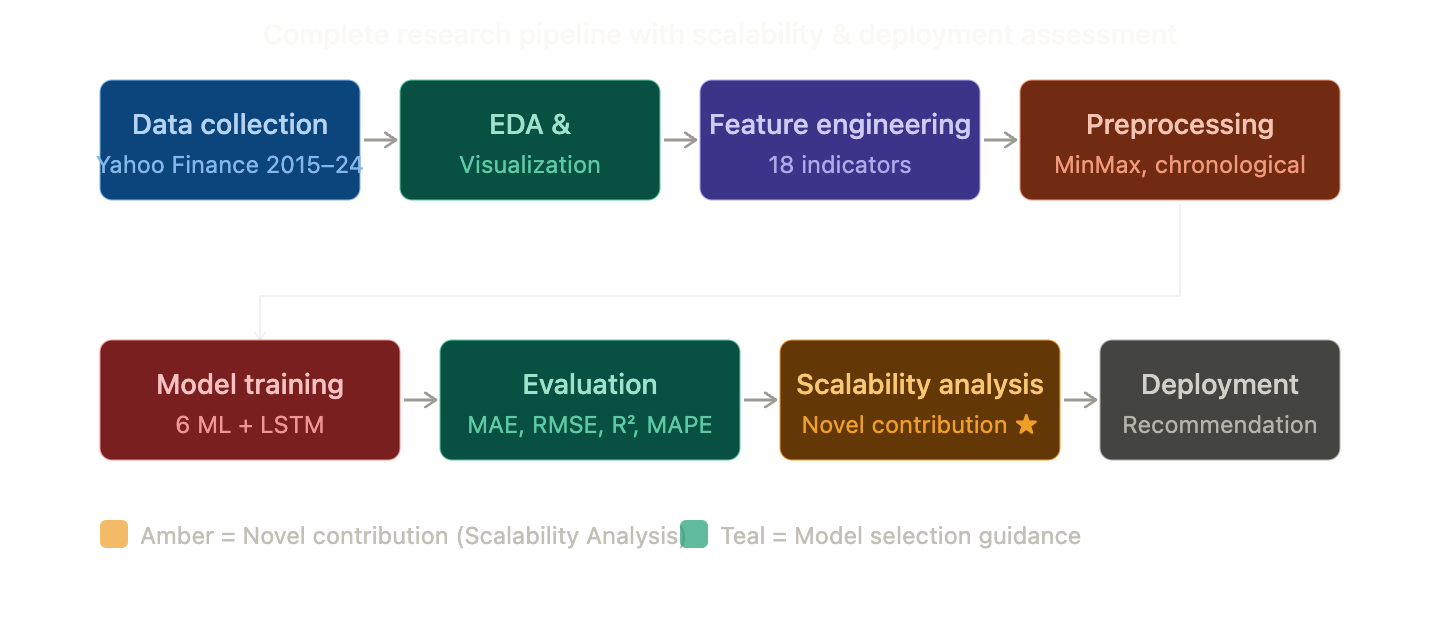 Complete research pipeline with scalability & deployment assessment
Data collection
Yahoo Finance 2015–24
EDA &
Visualization
Feature engineering
18 indicators
Preprocessing
MinMax, chronological
Model training
6 ML + LSTM
Evaluation
MAE, RMSE, R², MAPE
Scalability analysis
Novel contribution ★
Deployment
Recommendation
Amber = Novel contribution (Scalability Analysis)
Teal = Model selection guidance